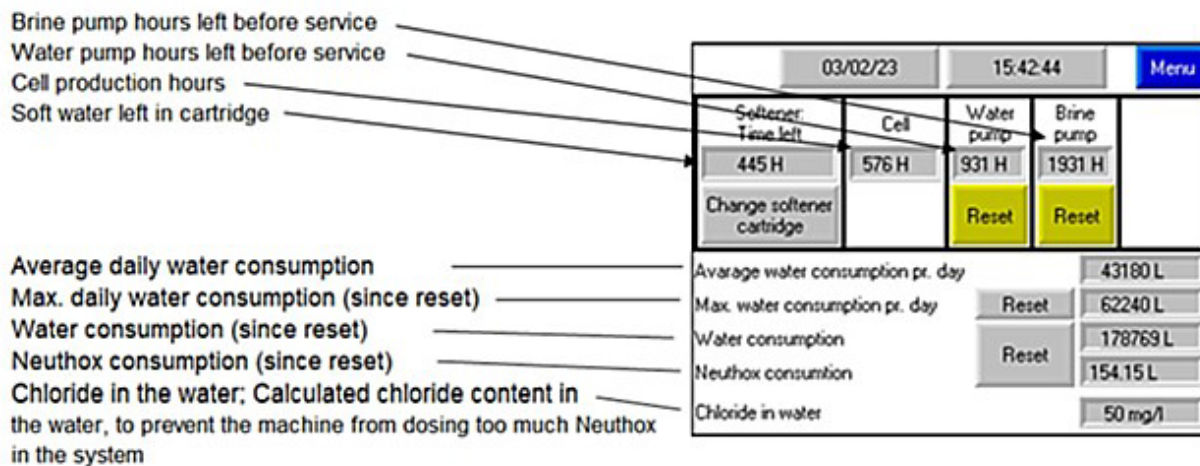 Brine pump hours left before service
Water pump hours left before service
Cell production hours
Soft water left in cartridge
Average daily water consumption
Max. daily water consumption (since reset)
Water consumption (since reset)
Neuthox consumption (since reset)
Chloride in the water; Calculated chloride content in
the water, to prevent the machine from dosing too much Neuthox
in the system
03/02/23 15:42:44 Menu
Softener: Time left
Cell
Water pump
Brine pump
445 H 576 H 931 H 1931 H
Change softener cartridge
Reset Reset
Avarage water consumption pr. day 43180 L
Max. water consumption pr. day Reset 62240 L
Water consumption 178769 L
Reset
Neuthox consumtion 154.15 L
Chloride in water 50 mg/l